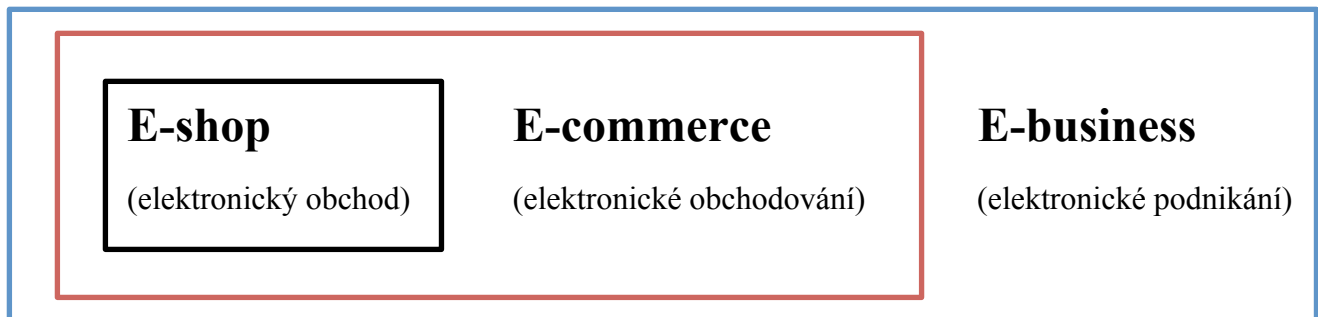 E-shop
(elektronický obchod)
E-commerce
(elektronické obchodování)
E-business
(elektronické podnikání)